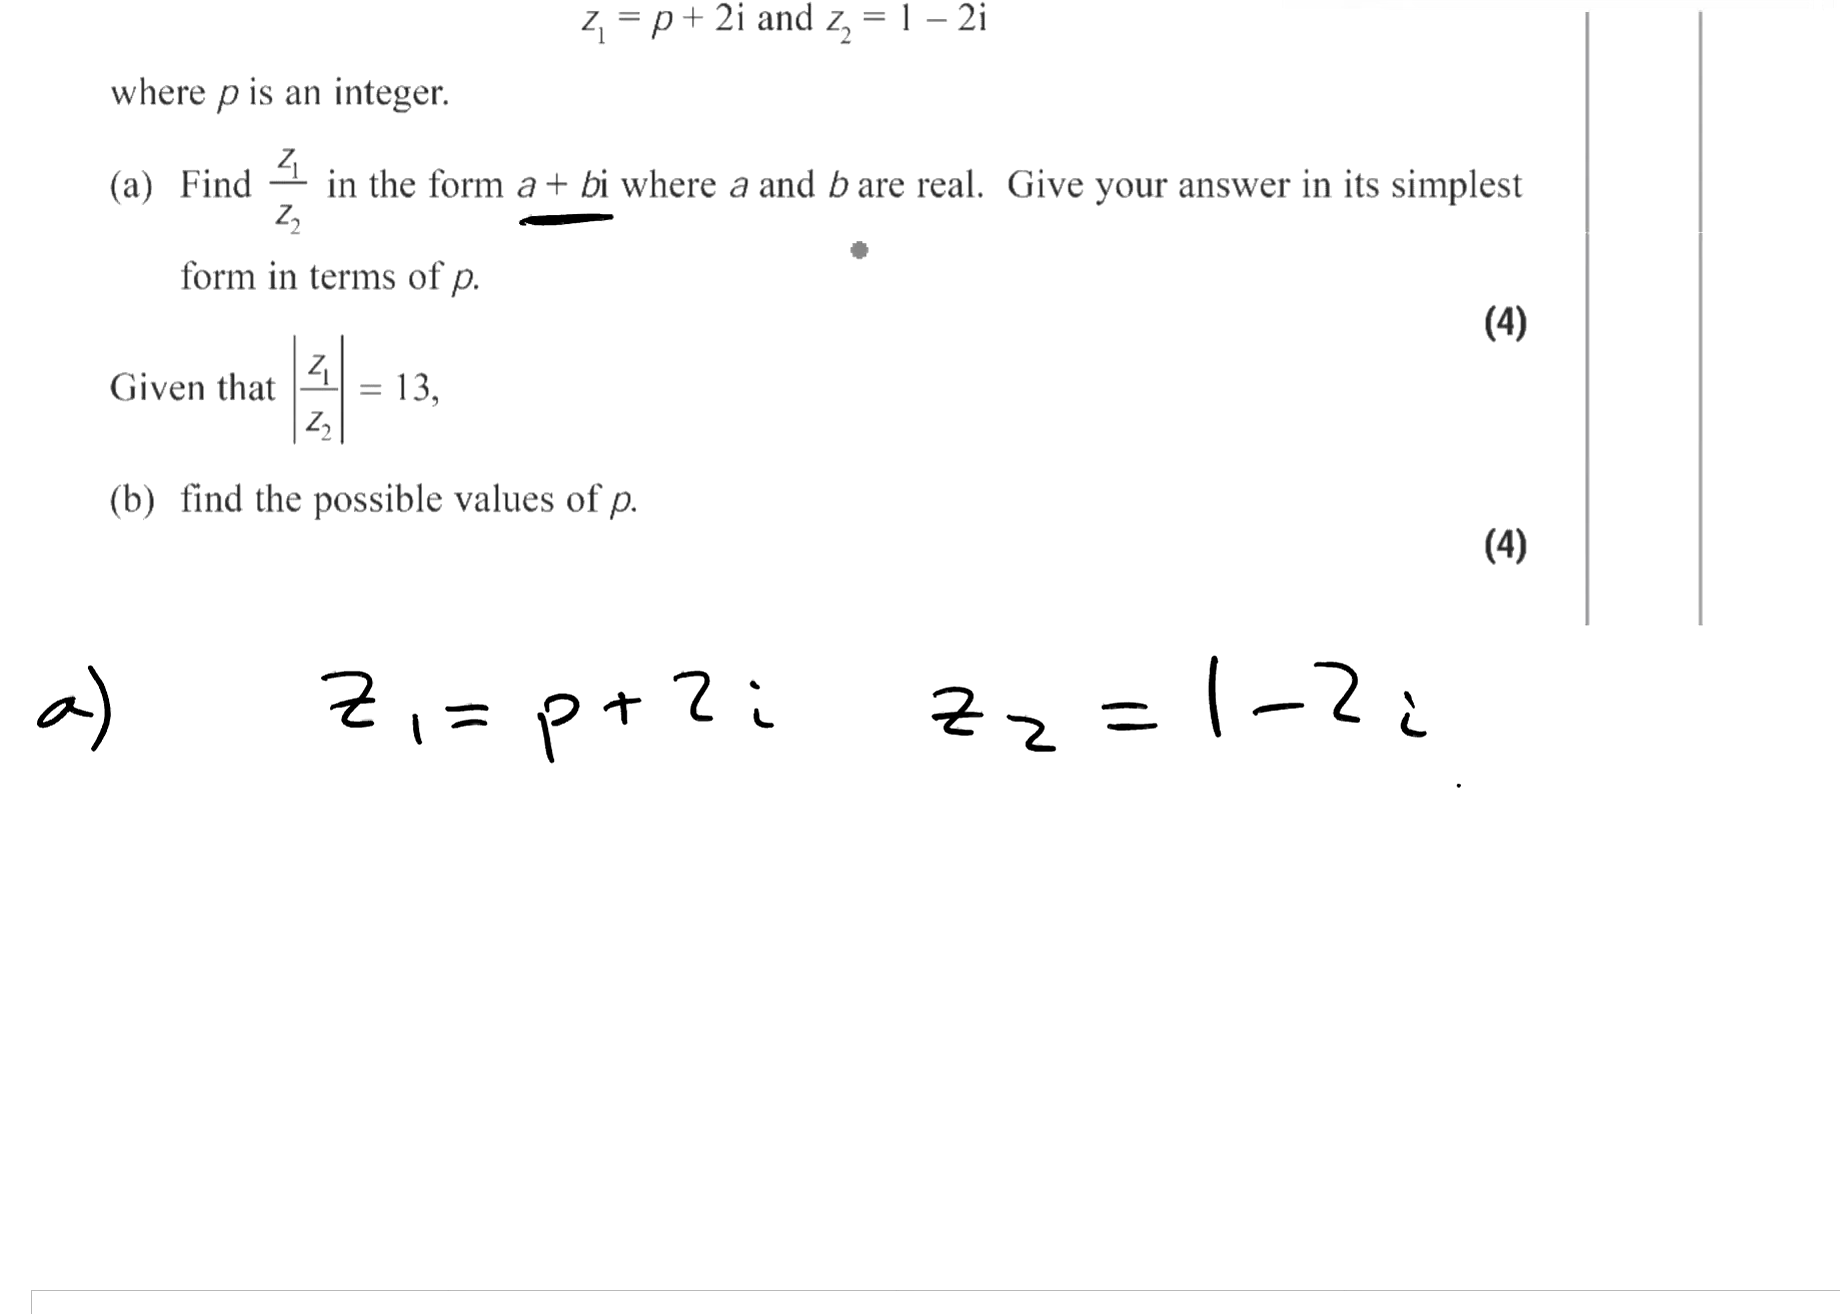 z₁ = p + 2i and z₂ = 1 – 2i
where p is an integer.
(a) Find z₁/z₂ in the form a + bi where a and b are real. Give your answer in its simplest
form in terms of p.
(4)
Given that |z₁/z₂| = 13,
(b) find the possible values of p.
(4)
a) z₁ = p + 2i z₂ = 1 – 2i